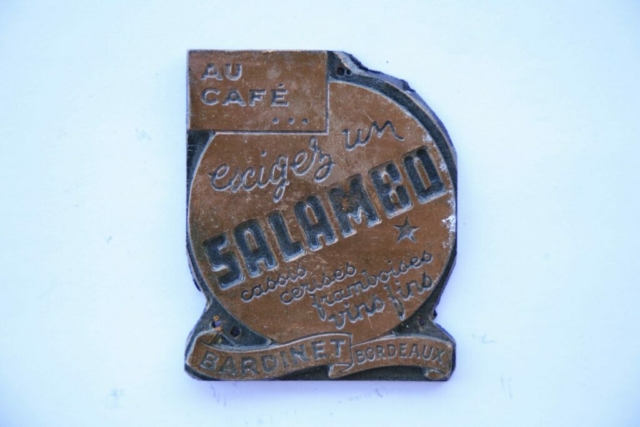 AU
CAFÉ
...
exigez un
SALAMBO
cassis
cerises
framboises
vins fins
BARDINET BORDEAUX